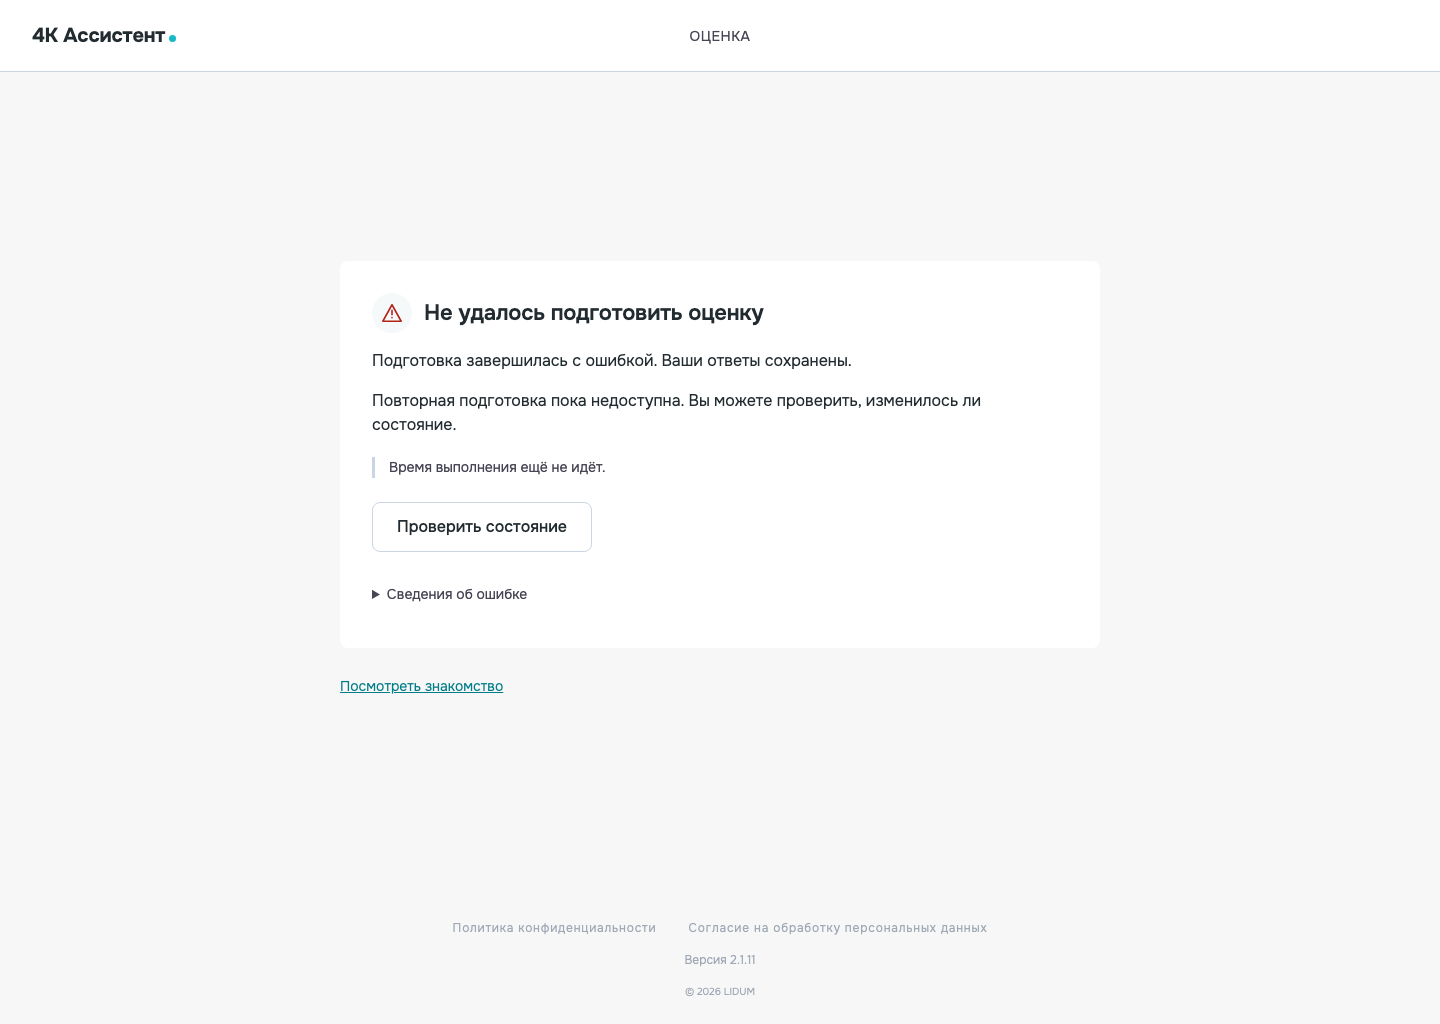 4К Ассистент
ОЦЕНКА
Не удалось подготовить оценку
Подготовка завершилась с ошибкой. Ваши ответы сохранены.
Повторная подготовка пока недоступна. Вы можете проверить, изменилось ли
состояние.
Время выполнения ещё не идёт.
Проверить состояние
Сведения об ошибке
Посмотреть знакомство
Политика конфиденциальности Согласие на обработку персональных данных
Версия 2.1.11
© 2026 LIDUM